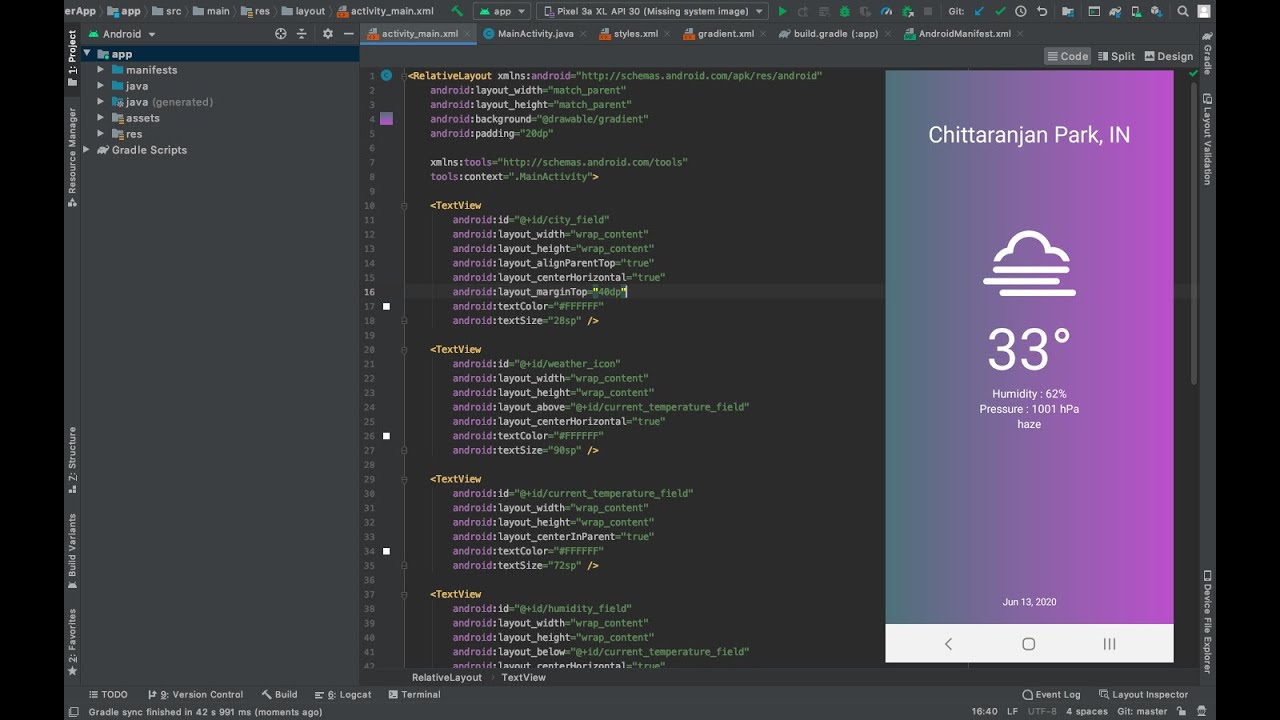 erApp app src main res layout activity_main.xml app Pixel 3a XL API 30 (Missing system image) Git:
Android
activity_main.xml MainActivity.java styles.xml gradient.xml build.gradle (:app) AndroidManifest.xml
Code Split Design
1: Project
Resource Manager
7: Structure
Build Variants
2: Favorites
app
manifests
java
java (generated)
assets
res
Gradle Scripts
1 <RelativeLayout xmlns:android="http://schemas.android.com/apk/res/android"
2 android:layout_width="match_parent"
3 android:layout_height="match_parent"
4 android:background="@drawable/gradient"
5 android:padding="20dp"
6
7 xmlns:tools="http://schemas.android.com/tools"
8 tools:context=".MainActivity">
9
10 <TextView
11 android:id="@+id/city_field"
12 android:layout_width="wrap_content"
13 android:layout_height="wrap_content"
14 android:layout_alignParentTop="true"
15 android:layout_centerHorizontal="true"
16 android:layout_marginTop="40dp"
17 android:textColor="#FFFFFF"
18 android:textSize="28sp" />
19
20 <TextView
21 android:id="@+id/weather_icon"
22 android:layout_width="wrap_content"
23 android:layout_height="wrap_content"
24 android:layout_above="@+id/current_temperature_field"
25 android:layout_centerHorizontal="true"
26 android:textColor="#FFFFFF"
27 android:textSize="90sp" />
28
29 <TextView
30 android:id="@+id/current_temperature_field"
31 android:layout_width="wrap_content"
32 android:layout_height="wrap_content"
33 android:layout_centerInParent="true"
34 android:textColor="#FFFFFF"
35 android:textSize="72sp" />
36
37 <TextView
38 android:id="@+id/humidity_field"
39 android:layout_width="wrap_content"
40 android:layout_height="wrap_content"
41 android:layout_below="@+id/current_temperature_field"
42 android:layout_centerHorizontal="true"
Chittaranjan Park, IN
33°
Humidity : 62%
Pressure : 1001 hPa
haze
Jun 13, 2020
Gradle
Layout Validation
Device File Explorer
RelativeLayout TextView
TODO 9: Version Control Build 6: Logcat Terminal Event Log Layout Inspector
Gradle sync finished in 42 s 991 ms (moments ago) 16:40 LF UTF-8 4 spaces Git: master